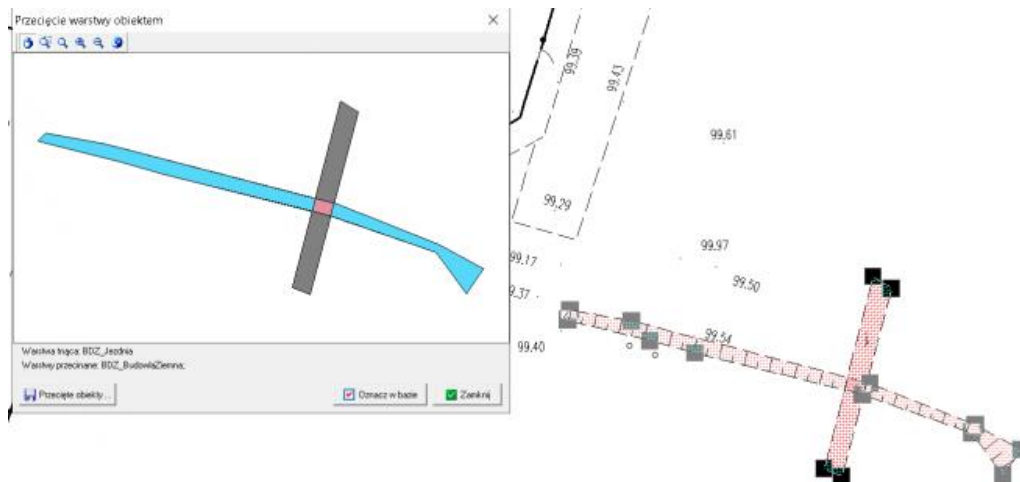 Przecięcie warstwy obiektem
Warstwa tnąca: BDZ_Jezdnia
Warstwy przecinane: BDZ_BudowlaZiemna;
Przecięte obiekty...
Oznacz w bazie
Zamknij
99.39
99.43
99.61
99.29
99.17
99.97
99.50
9.37
99.54
99.40